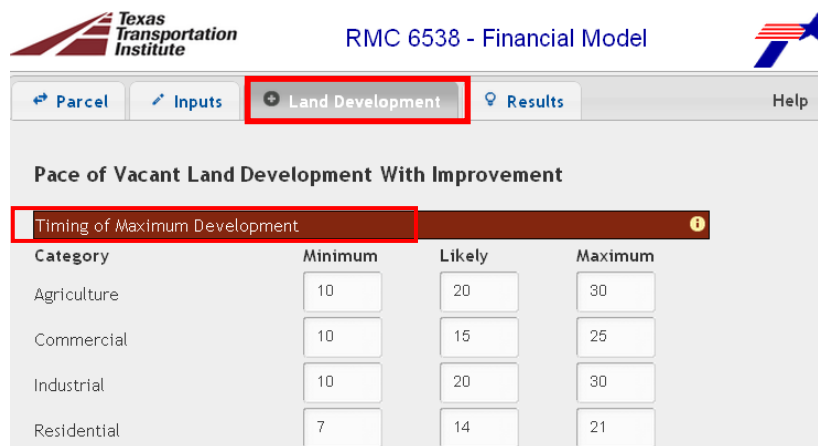 Texas
Transportation
Institute
RMC 6538 - Financial Model
Parcel Inputs Land Development Results Help
Pace of Vacant Land Development With Improvement
Timing of Maximum Development
Category Minimum Likely Maximum
Agriculture 10 20 30
Commercial 10 15 25
Industrial 10 20 30
Residential 7 14 21